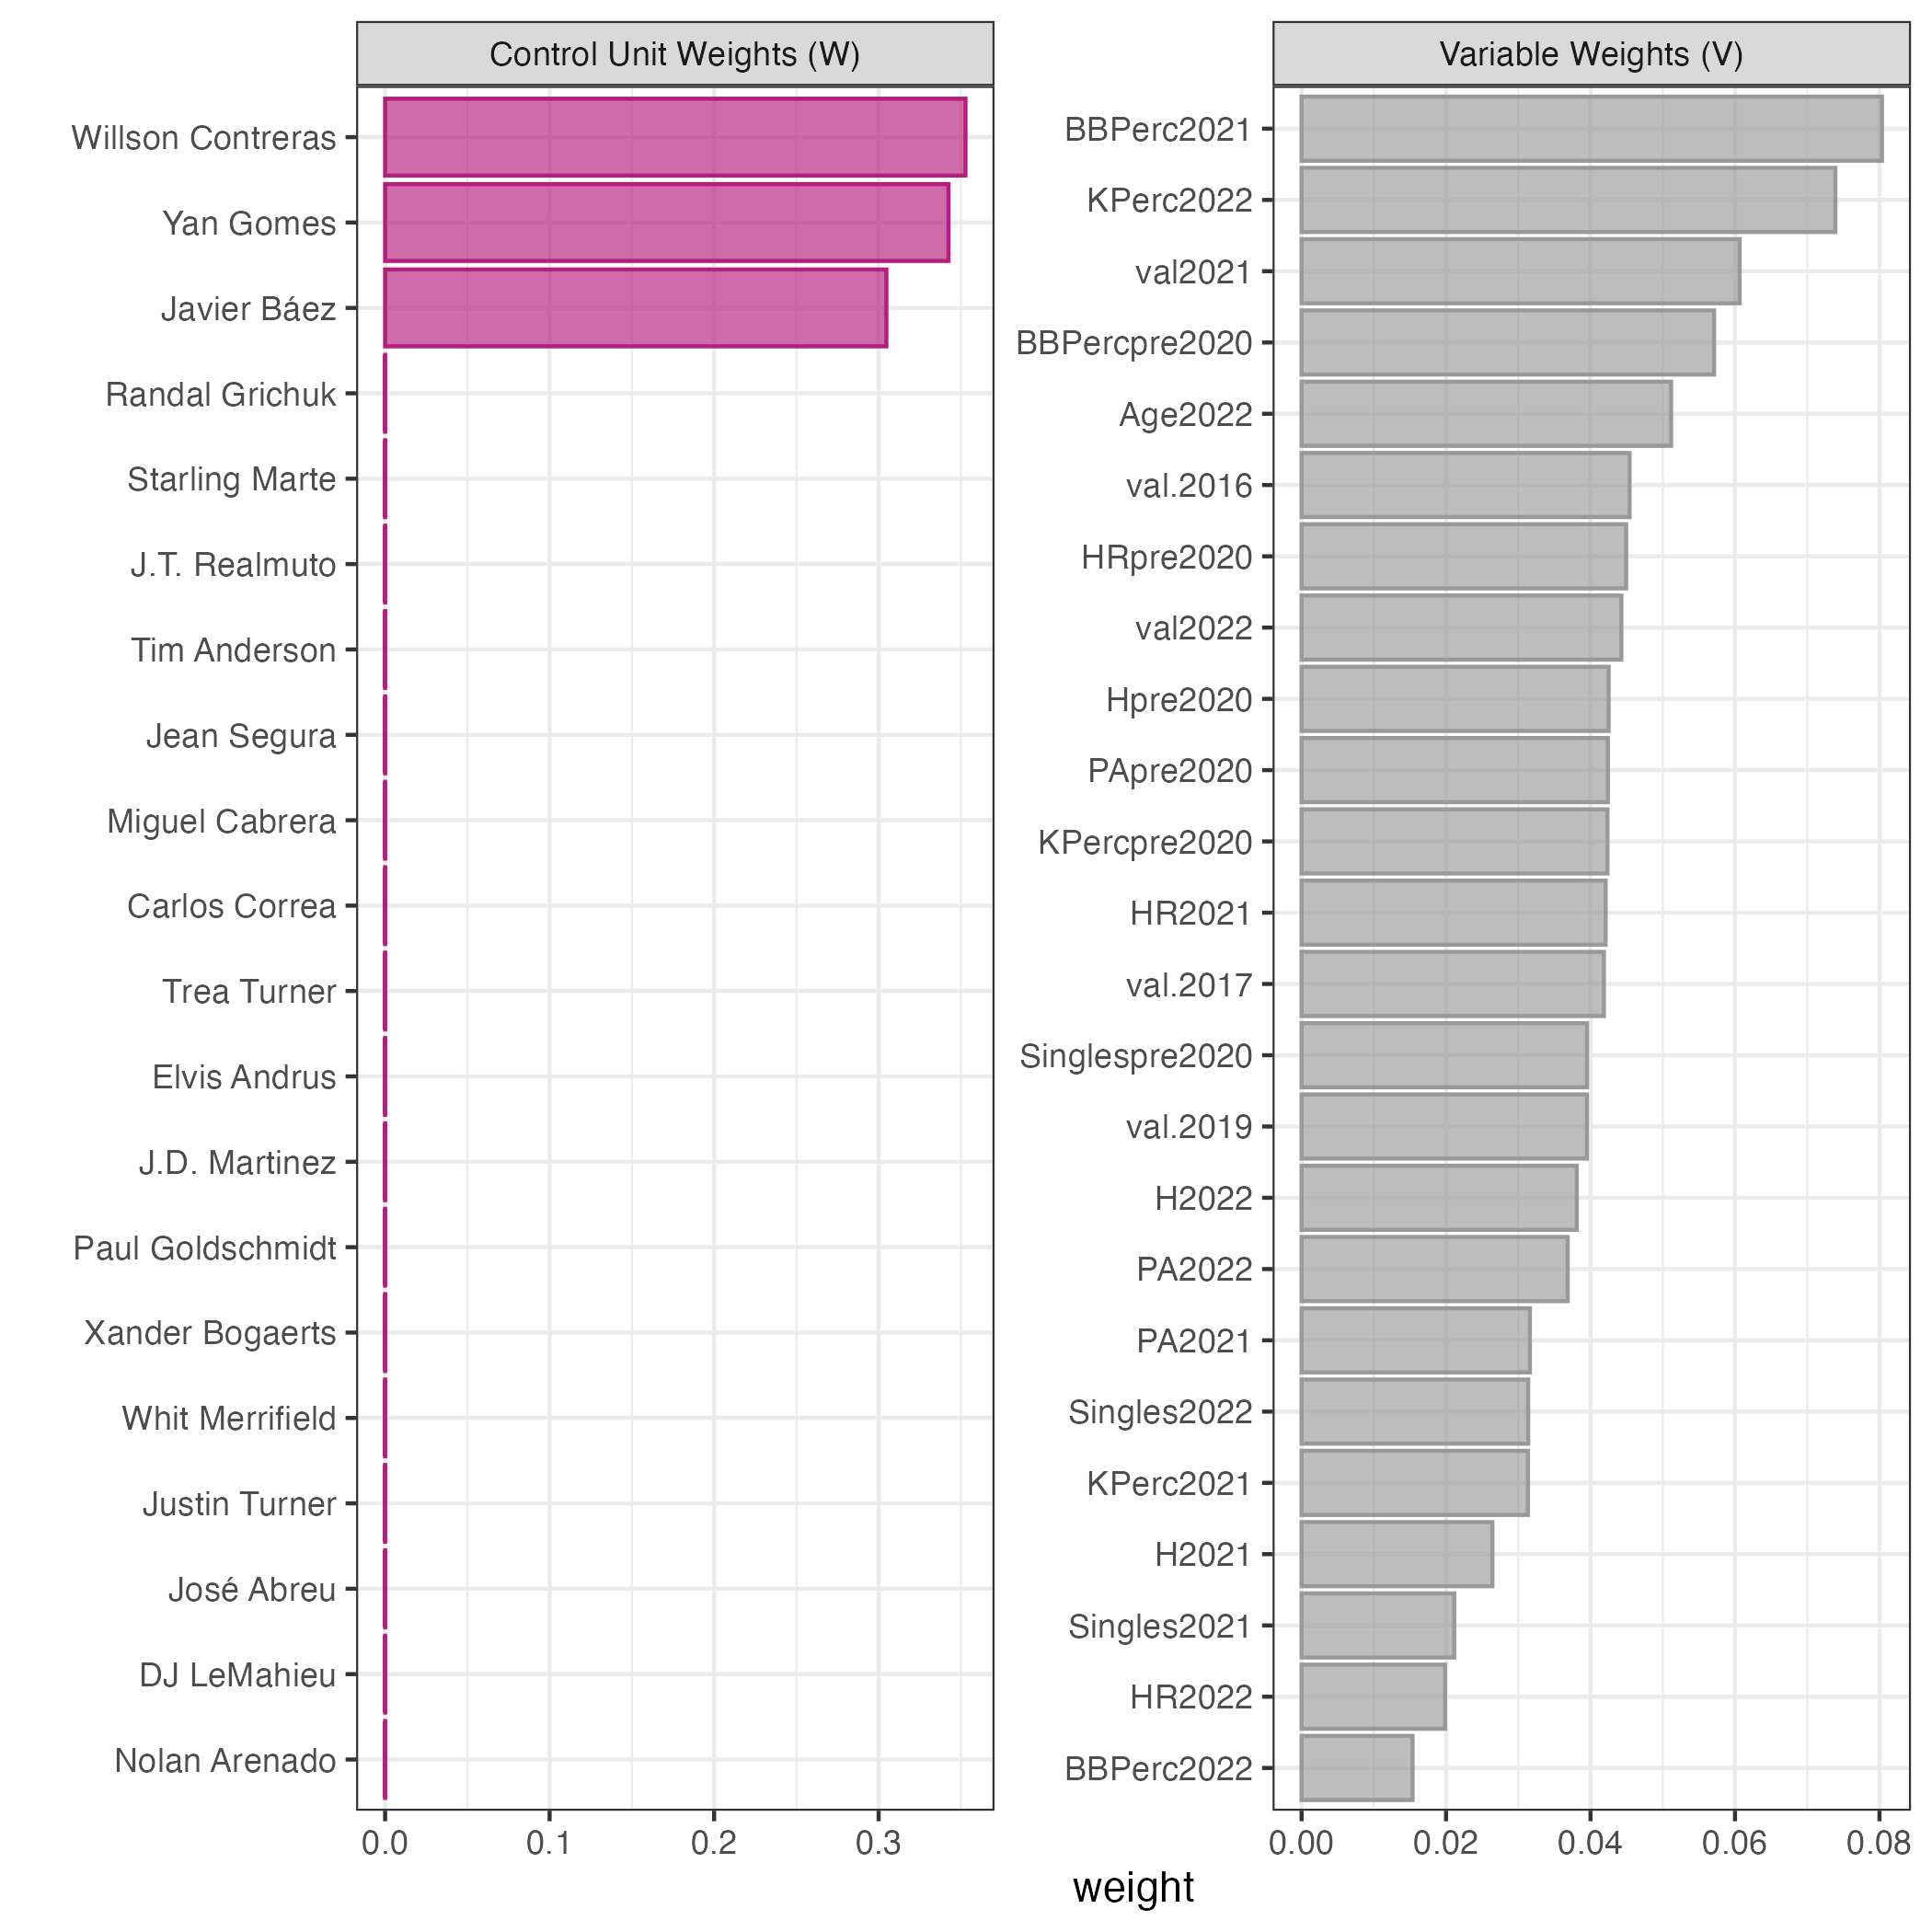 Control Unit Weights (W)
Willson Contreras
Yan Gomes
Javier Báez
Randal Grichuk
Starling Marte
J.T. Realmuto
Tim Anderson
Jean Segura
Miguel Cabrera
Carlos Correa
Trea Turner
Elvis Andrus
J.D. Martinez
Paul Goldschmidt
Xander Bogaerts
Whit Merrifield
Justin Turner
José Abreu
DJ LeMahieu
Nolan Arenado
0.0 0.1 0.2 0.3
Variable Weights (V)
BBPerc2021
KPerc2022
val2021
BBPercpre2020
Age2022
val.2016
HRpre2020
val2022
Hpre2020
PApre2020
KPercpre2020
HR2021
val.2017
Singlespre2020
val.2019
H2022
PA2022
PA2021
Singles2022
KPerc2021
H2021
Singles2021
HR2022
BBPerc2022
0.00 0.02 0.04 0.06 0.08
weight